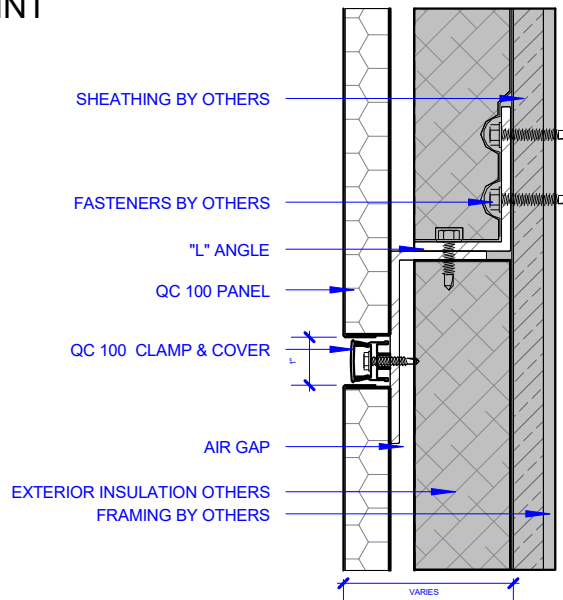 SHEATHING BY OTHERS
FASTENERS BY OTHERS
"L" ANGLE
QC 100 PANEL
QC 100 CLAMP & COVER
1"
AIR GAP
EXTERIOR INSULATION OTHERS
FRAMING BY OTHERS
VARIES